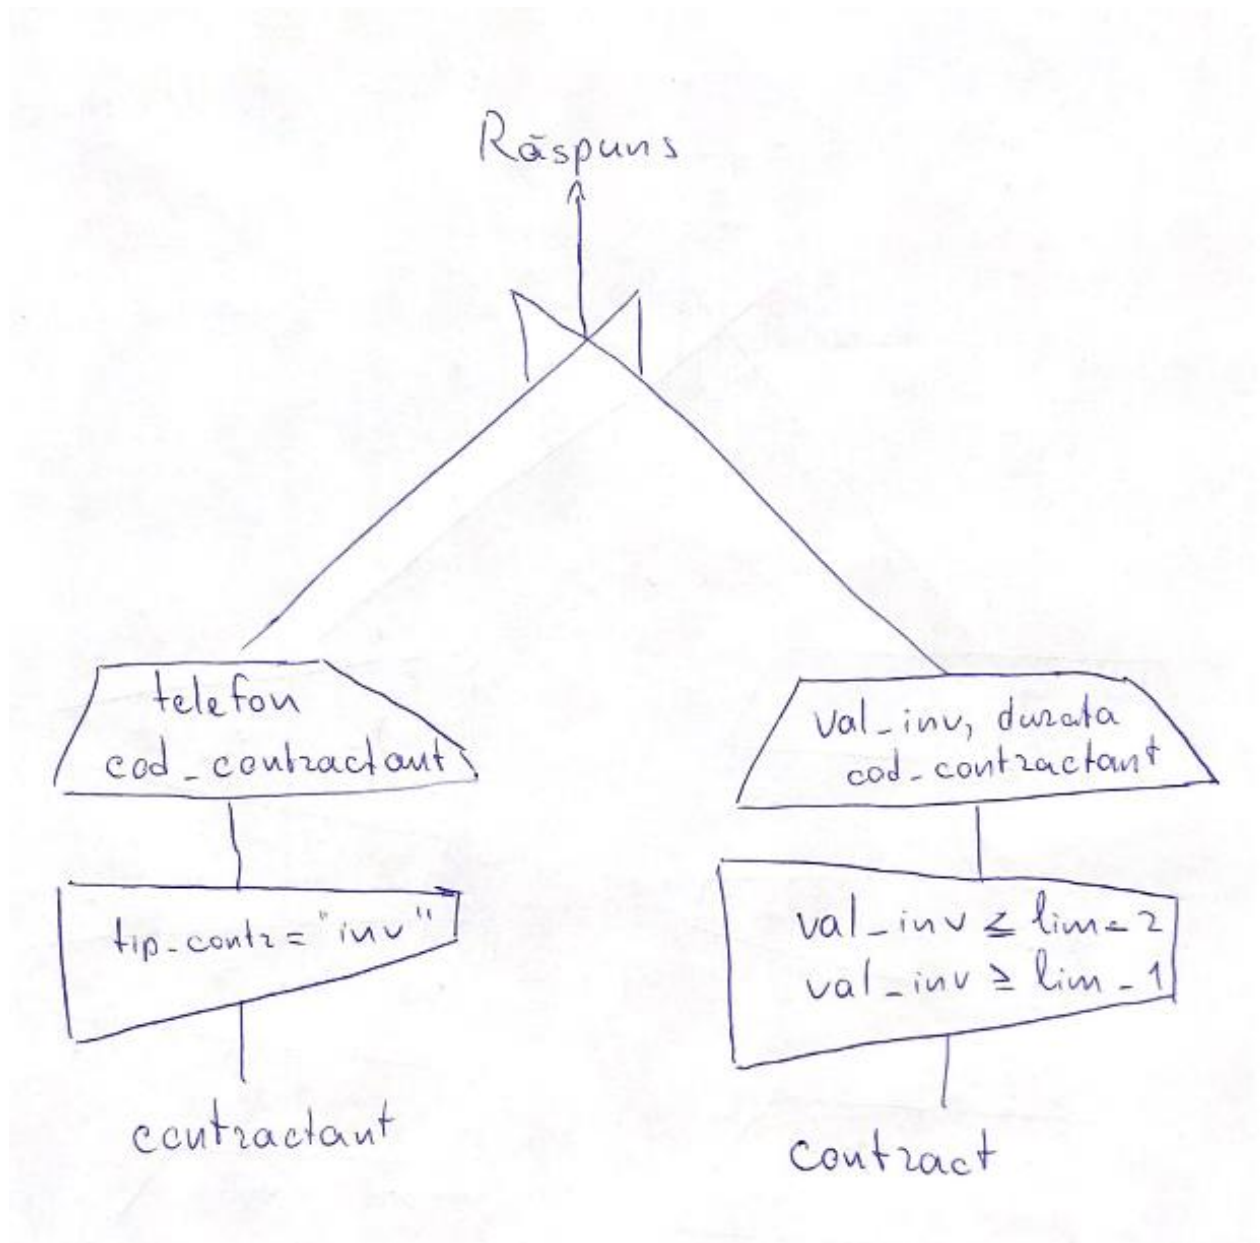 Răspuns
telefon
cod_contractant
val_inv, durata
cod_contractant
tip_contr = "inv"
val_inv ≤ lim_2
val_inv ≥ lim_1
contractant
contract